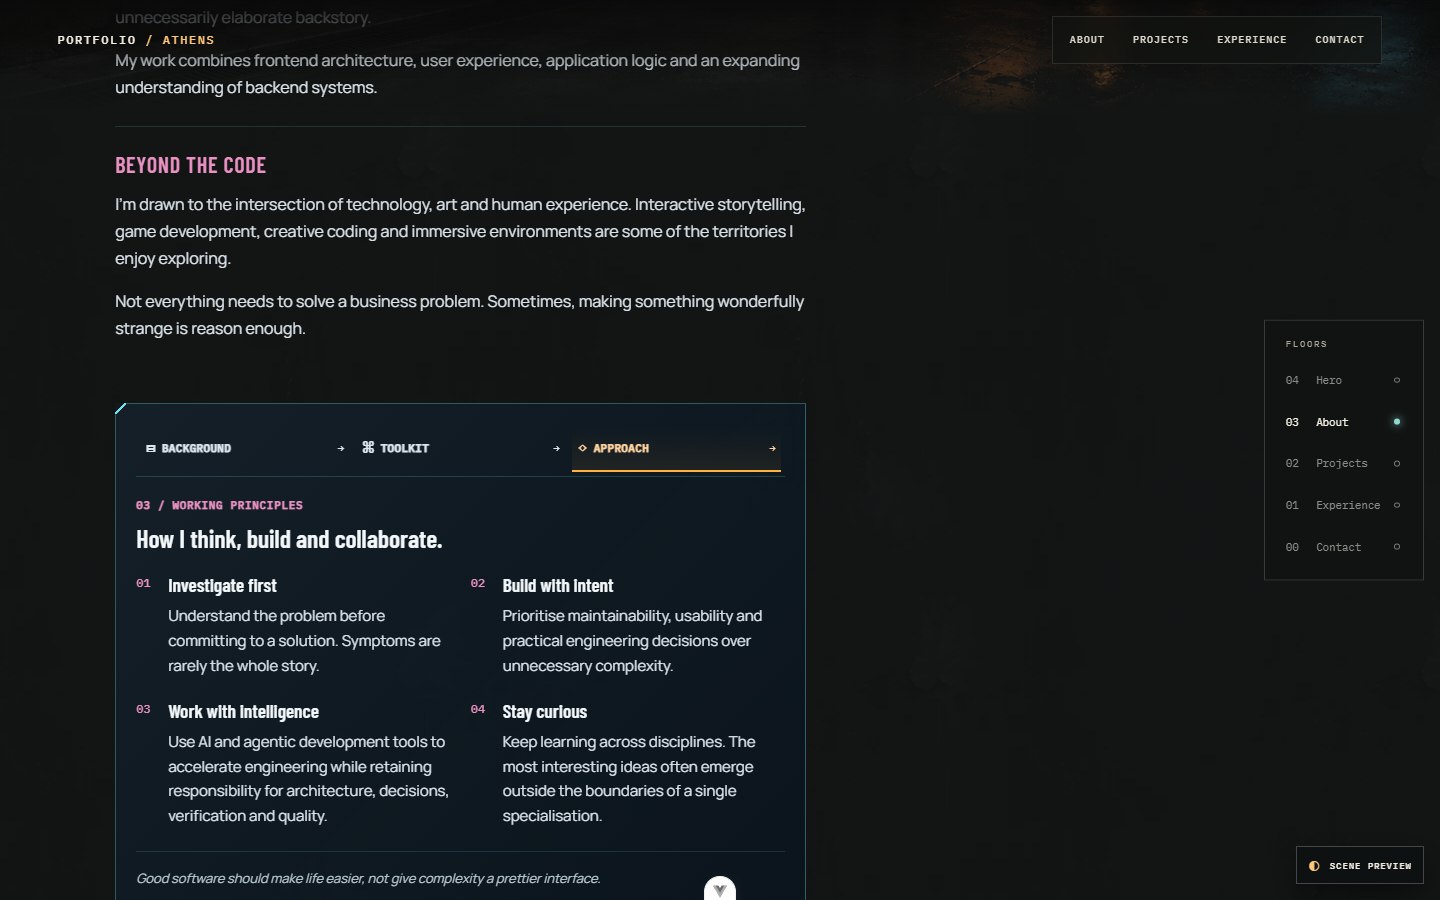 unnecessarily elaborate backstory.
PORTFOLIO / ATHENS
ABOUT PROJECTS EXPERIENCE CONTACT
My work combines frontend architecture, user experience, application logic and an expanding
understanding of backend systems.
BEYOND THE CODE
I'm drawn to the intersection of technology, art and human experience. Interactive storytelling,
game development, creative coding and immersive environments are some of the territories I
enjoy exploring.
Not everything needs to solve a business problem. Sometimes, making something wonderfully
strange is reason enough.
BACKGROUND → TOOLKIT → APPROACH →
03 / WORKING PRINCIPLES
How I think, build and collaborate.
01 Investigate first
Understand the problem before
committing to a solution. Symptoms are
rarely the whole story.
02 Build with intent
Prioritise maintainability, usability and
practical engineering decisions over
unnecessary complexity.
03 Work with intelligence
Use AI and agentic development tools to
accelerate engineering while retaining
responsibility for architecture, decisions,
verification and quality.
04 Stay curious
Keep learning across disciplines. The
most interesting ideas often emerge
outside the boundaries of a single
specialisation.
Good software should make life easier, not give complexity a prettier interface.
FLOORS
04 Hero
03 About
02 Projects
01 Experience
00 Contact
SCENE PREVIEW